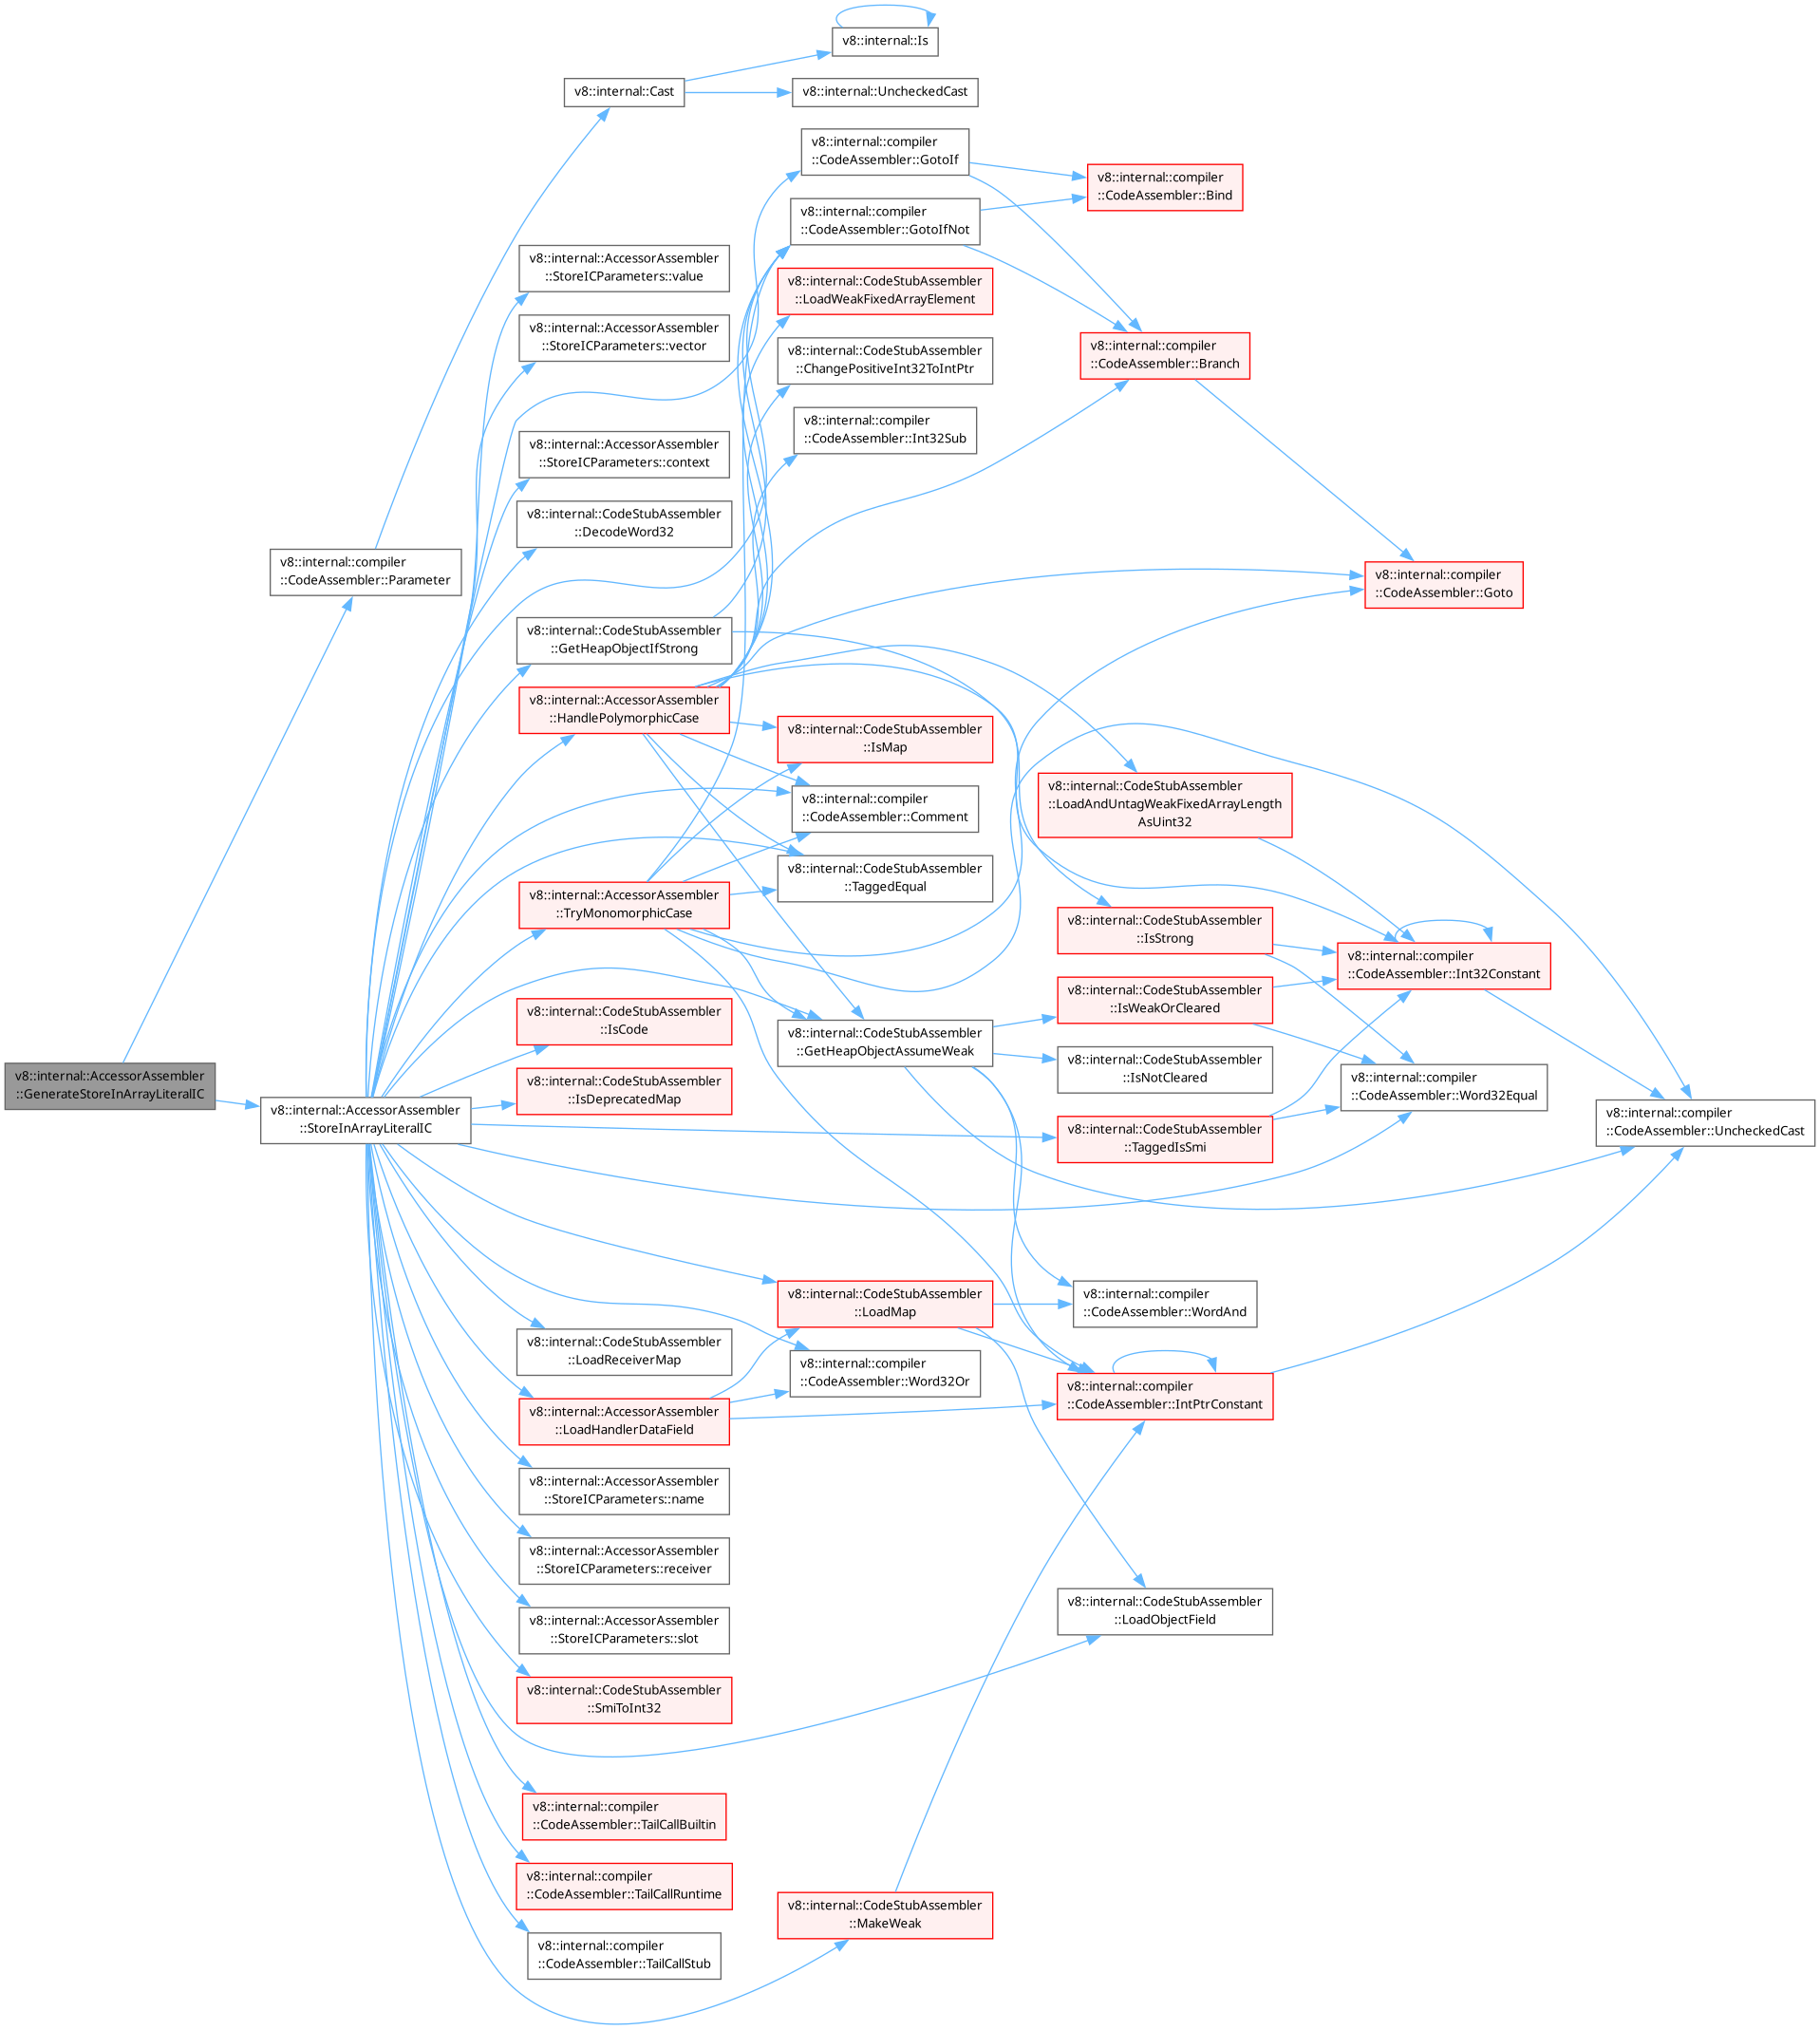 v8::internal::Is
v8::internal::Cast
v8::internal::UncheckedCast
v8::internal::compiler
::CodeAssembler::GotoIf
v8::internal::compiler
::CodeAssembler::Bind
v8::internal::compiler
::CodeAssembler::GotoIfNot
v8::internal::AccessorAssembler
::StoreICParameters::value
v8::internal::CodeStubAssembler
::LoadWeakFixedArrayElement
v8::internal::AccessorAssembler
::StoreICParameters::vector
v8::internal::CodeStubAssembler
::ChangePositiveInt32ToIntPtr
v8::internal::compiler
::CodeAssembler::Branch
v8::internal::compiler
::CodeAssembler::Int32Sub
v8::internal::AccessorAssembler
::StoreICParameters::context
v8::internal::CodeStubAssembler
::DecodeWord32
v8::internal::compiler
::CodeAssembler::Parameter
v8::internal::compiler
::CodeAssembler::Goto
v8::internal::CodeStubAssembler
::GetHeapObjectIfStrong
v8::internal::AccessorAssembler
::HandlePolymorphicCase
v8::internal::CodeStubAssembler
::IsMap
v8::internal::CodeStubAssembler
::LoadAndUntagWeakFixedArrayLength
AsUint32
v8::internal::compiler
::CodeAssembler::Comment
v8::internal::CodeStubAssembler
::TaggedEqual
v8::internal::AccessorAssembler
::TryMonomorphicCase
v8::internal::CodeStubAssembler
::IsStrong
v8::internal::compiler
::CodeAssembler::Int32Constant
v8::internal::CodeStubAssembler
::IsWeakOrCleared
v8::internal::CodeStubAssembler
::IsCode
v8::internal::CodeStubAssembler
::GetHeapObjectAssumeWeak
v8::internal::CodeStubAssembler
::IsNotCleared
v8::internal::AccessorAssembler
::GenerateStoreInArrayLiteralIC
v8::internal::CodeStubAssembler
::IsDeprecatedMap
v8::internal::compiler
::CodeAssembler::Word32Equal
v8::internal::AccessorAssembler
::StoreInArrayLiteralIC
v8::internal::compiler
::CodeAssembler::UncheckedCast
v8::internal::CodeStubAssembler
::TaggedIsSmi
v8::internal::CodeStubAssembler
::LoadMap
v8::internal::compiler
::CodeAssembler::WordAnd
v8::internal::CodeStubAssembler
::LoadReceiverMap
v8::internal::compiler
::CodeAssembler::Word32Or
v8::internal::compiler
::CodeAssembler::IntPtrConstant
v8::internal::AccessorAssembler
::LoadHandlerDataField
v8::internal::AccessorAssembler
::StoreICParameters::name
v8::internal::AccessorAssembler
::StoreICParameters::receiver
v8::internal::CodeStubAssembler
::LoadObjectField
v8::internal::AccessorAssembler
::StoreICParameters::slot
v8::internal::CodeStubAssembler
::SmiToInt32
v8::internal::compiler
::CodeAssembler::TailCallBuiltin
v8::internal::compiler
::CodeAssembler::TailCallRuntime
v8::internal::CodeStubAssembler
::MakeWeak
v8::internal::compiler
::CodeAssembler::TailCallStub